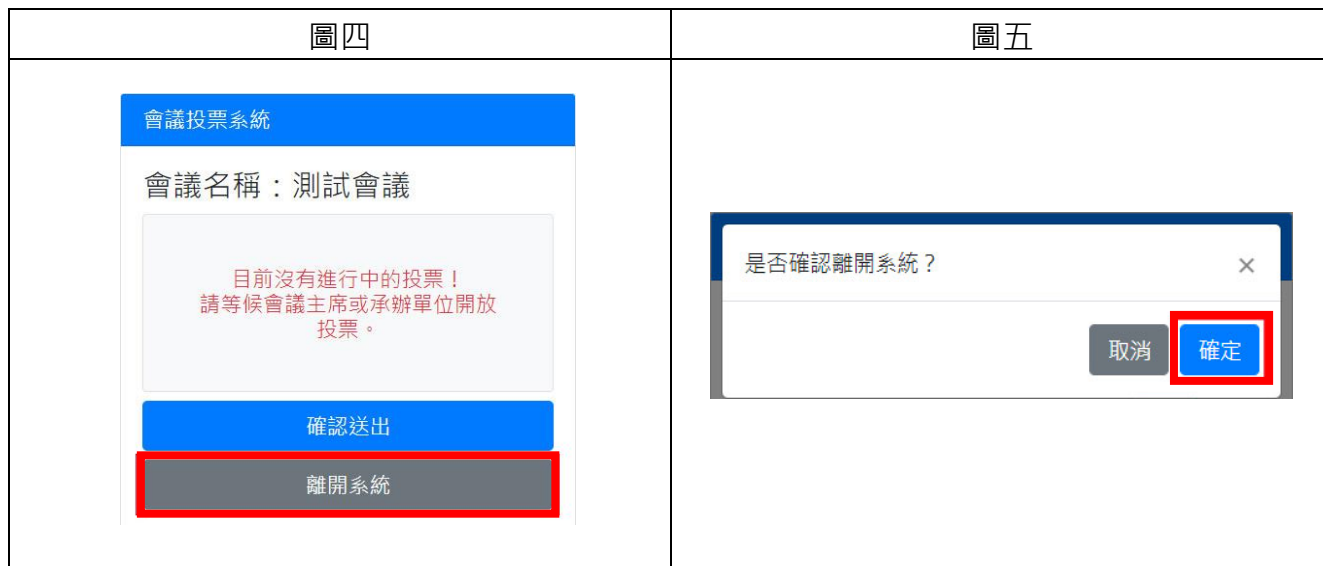 圖四
圖五
會議投票系統
會議名稱：測試會議
目前沒有進行中的投票！
請等候會議主席或承辦單位開放
投票。
確認送出
離開系統
是否確認離開系統？
×
取消
確定